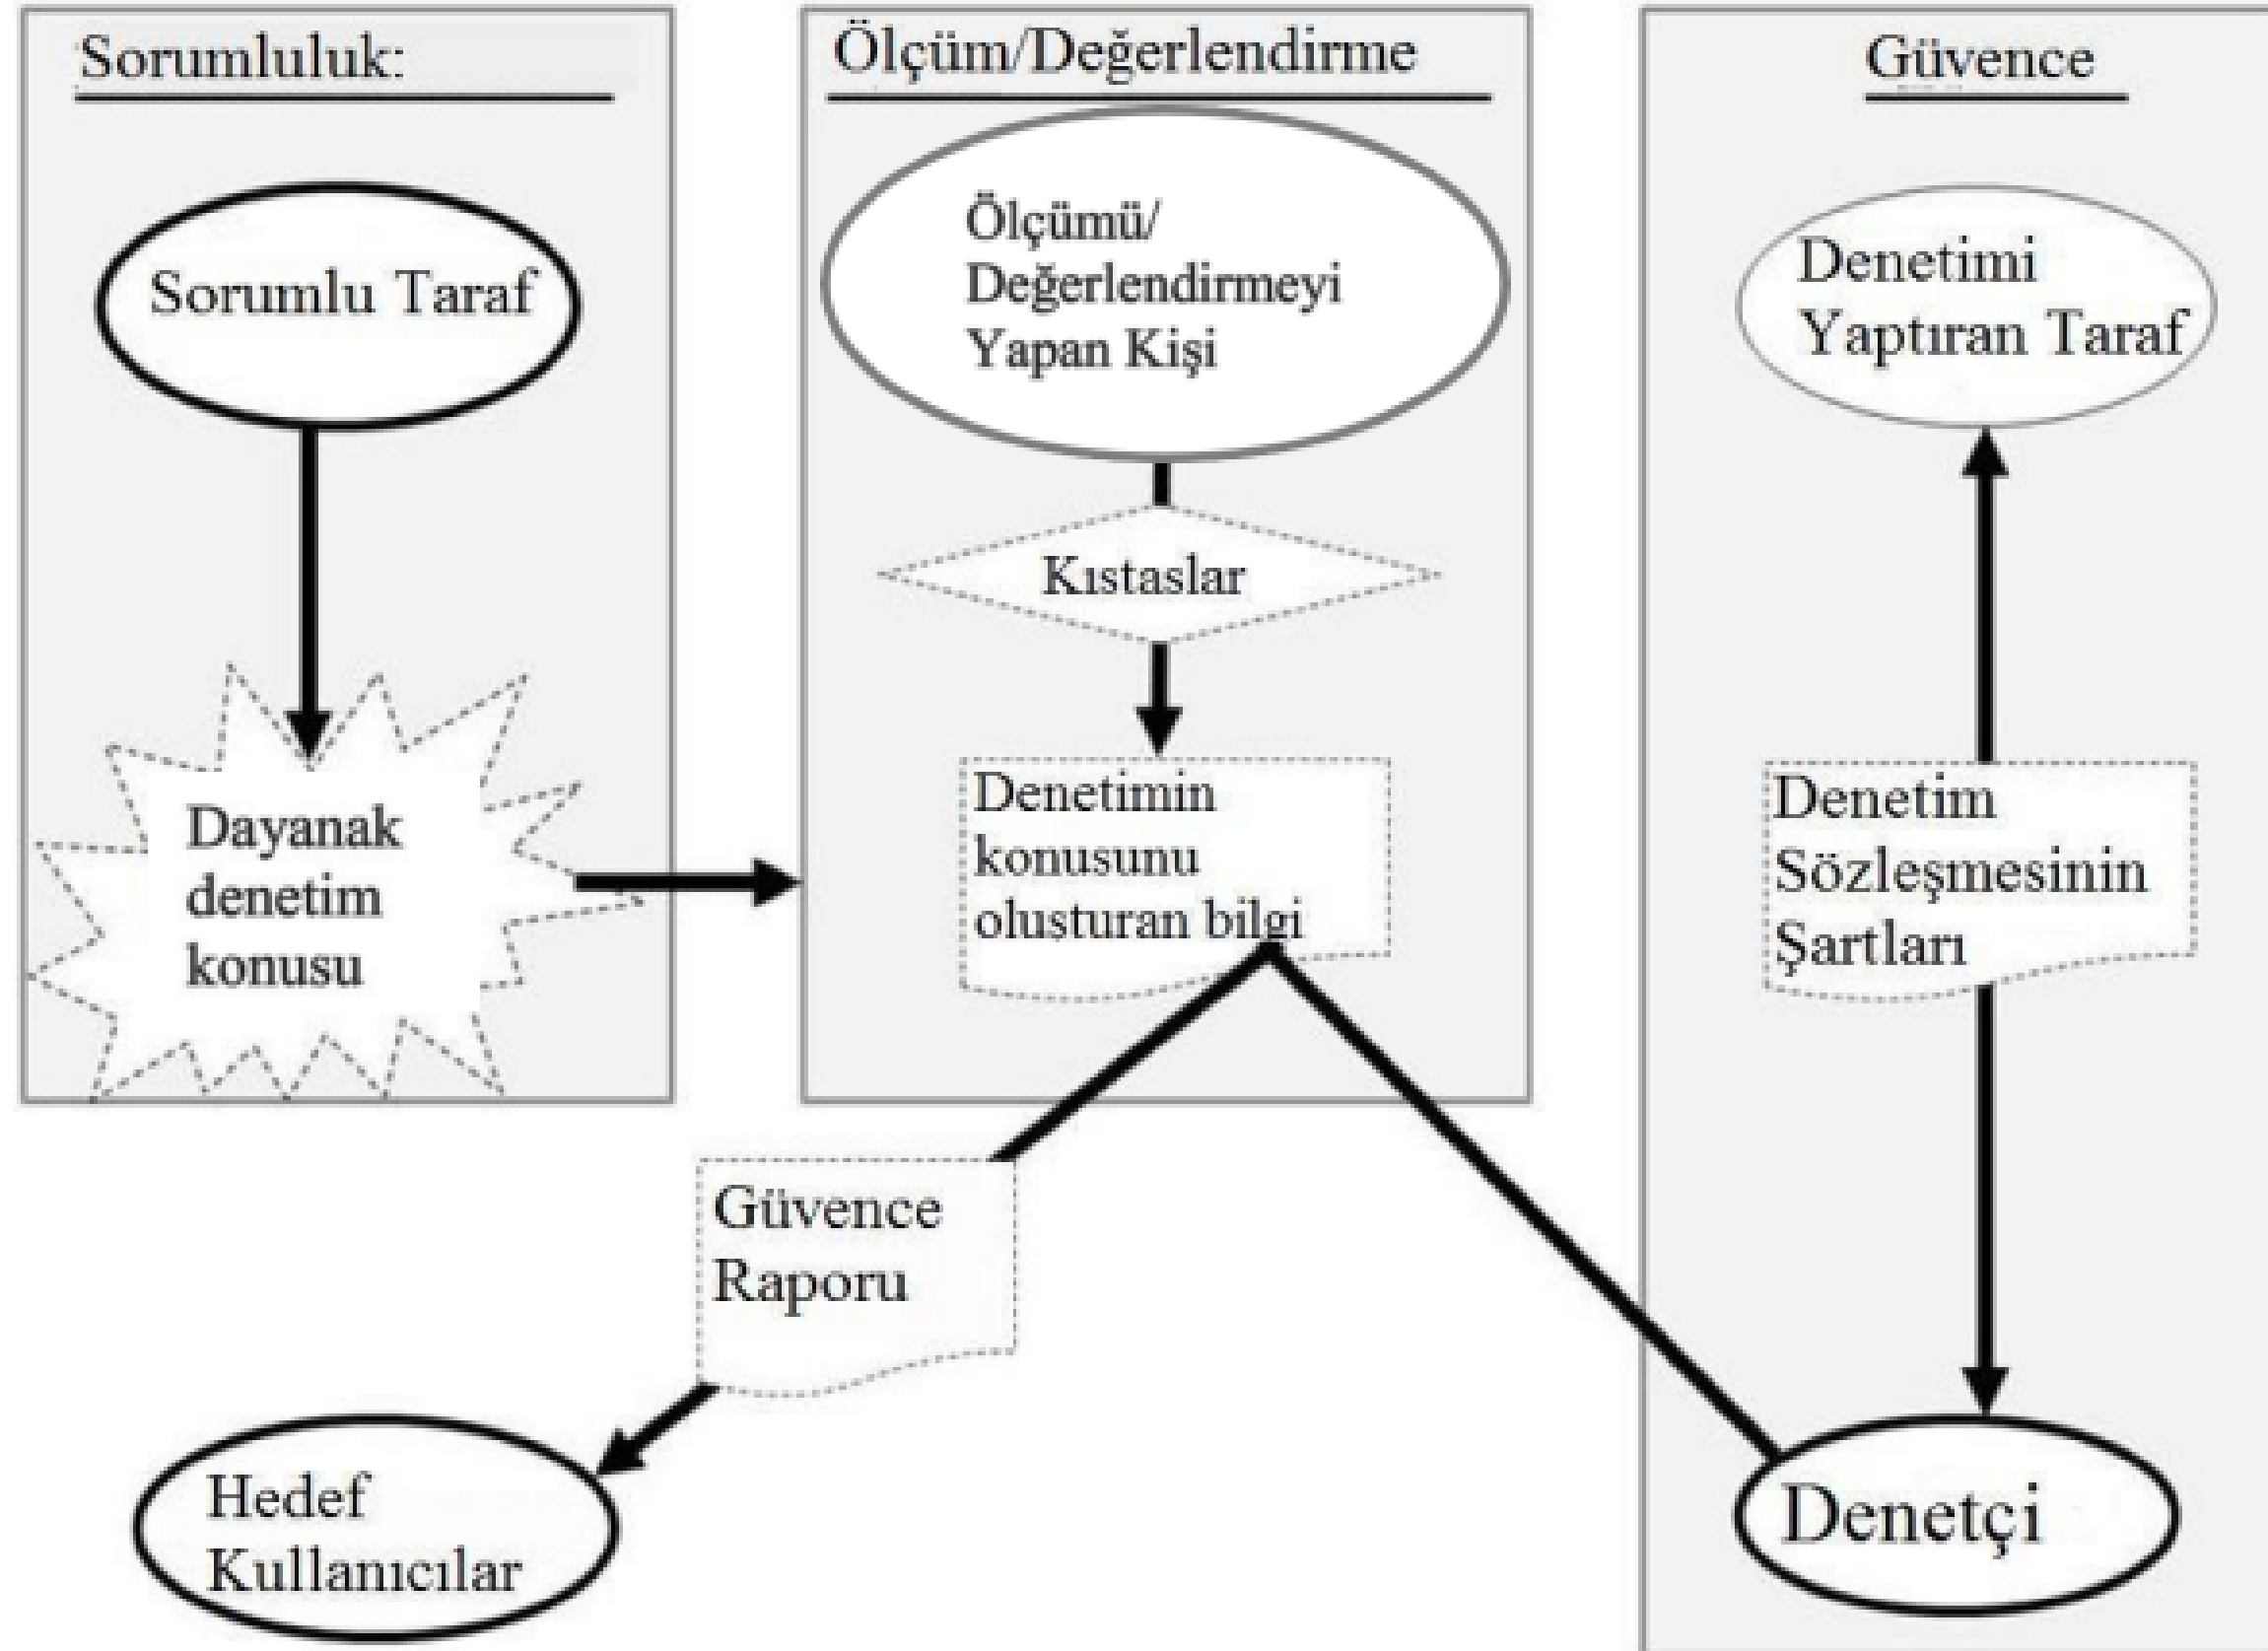 Sorumluluk:
Sorumlu Taraf
Dayanak
denetim
konusu
Ölçüm/Değerlendirme
Ölçümü/
Değerlendirmeyi
Yapan Kişi
Kıstaslar
Denetimin
konusunu
oluşturan bilgi
Güvence
Denetimi
Yaptıran Taraf
Denetim
Sözleşmesinin
Şartları
Denetçi
Güvence
Raporu
Hedef
Kullanıcılar